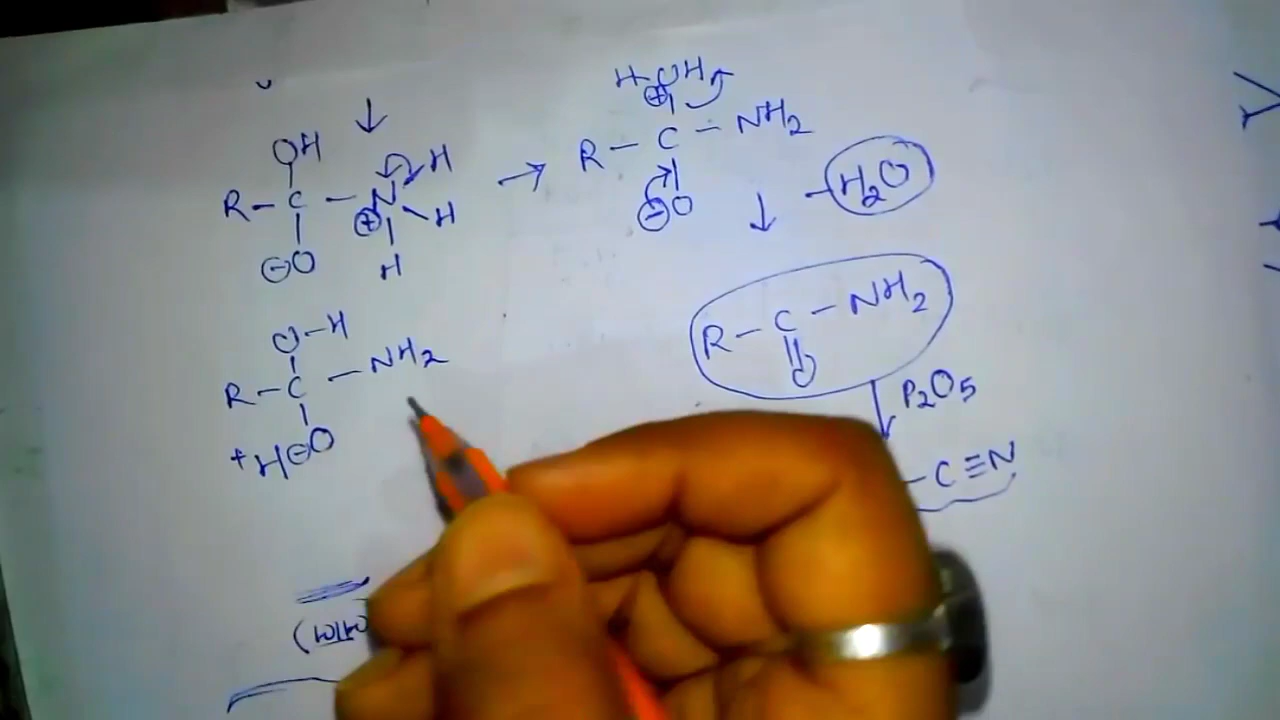 OH
R - C - N - H
⊕
H
⊖O
H
→
H-OH
⊕
R - C - NH2
⊖O
-H2O
R - C - NH2
O
P2O5
- C≡N
O-H
R - C - NH2
+H⊖O